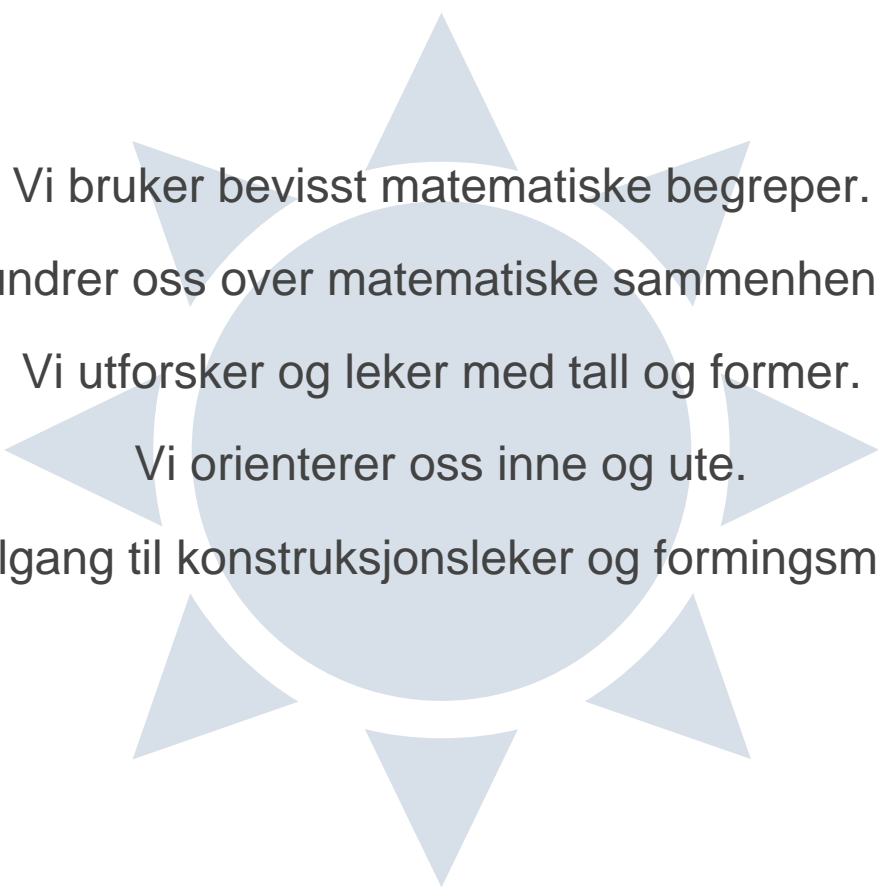 Vi bruker bevisst matematiske begreper.
undrer oss over matematiske sammenhen
Vi utforsker og leker med tall og former.
Vi orienterer oss inne og ute.
lgang til konstruksjonsleker og formingsm